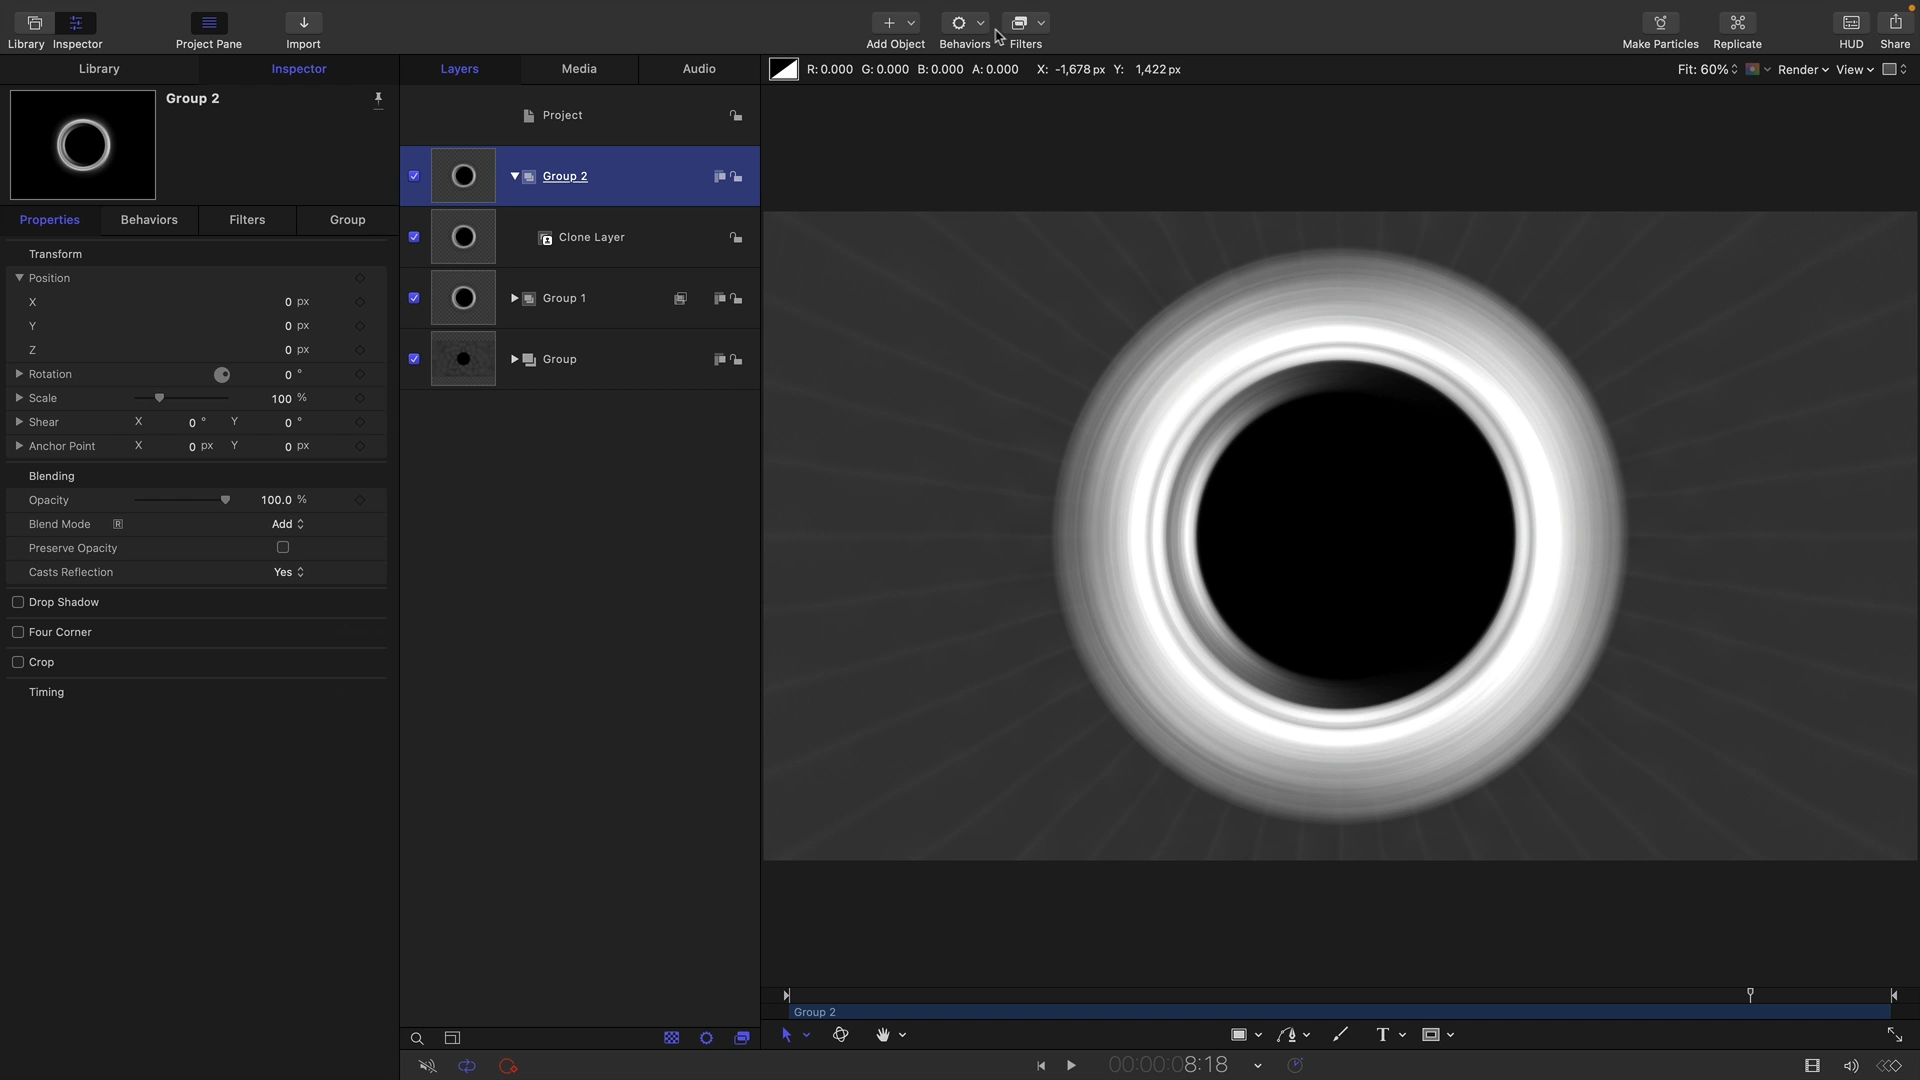 Library Inspector Project Pane Import Add Object Behaviors Filters Make Particles Replicate HUD Share
Library Inspector Layers Media Audio R: 0.000 G: 0.000 B: 0.000 A: 0.000 X: -1,678 px Y: 1,422 px Fit: 60% Render View
Group 2
Project
Group 2
Clone Layer
Group 1
Group
Properties Behaviors Filters Group
Transform
Position
X 0 px
Y 0 px
Z 0 px
Rotation 0 °
Scale 100 %
Shear X 0 ° Y 0 °
Anchor Point X 0 px Y 0 px
Blending
Opacity 100.0 %
Blend Mode R Add
Preserve Opacity
Casts Reflection Yes
Drop Shadow
Four Corner
Crop
Timing
Group 2
T
00:00:08:18